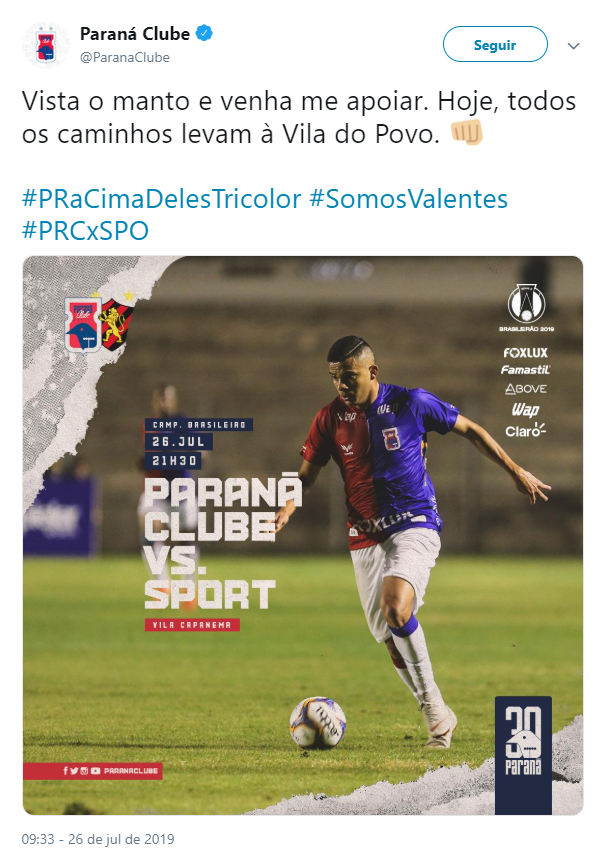 Paraná Clube
@ParanaClube
Seguir
Vista o manto e venha me apoiar. Hoje, todos
os caminhos levam à Vila do Povo.
#PRaCimaDelesTricolor #SomosValentes
#PRCxSPO
BRASILEIRÃO 2019
FOXLUX
Famastil
ABOVE
Wap
Claro
CAMP. BRASILEIRO
26.JUL
21H30
PARANÁ
CLUBE
VS.
SPORT
VILA CAPANEMA
FOXLUX
30
Paraná
PARANACLUBE
09:33 - 26 de jul de 2019